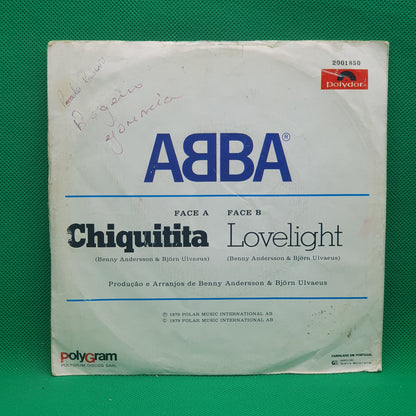 2001850
Polydor
Rogério
ABBA®
FACE A FACE B
Chiquitita Lovelight
(Benny Andersson & Björn Ulvaeus) (Benny Andersson & Björn Ulvaeus)
Produção e Arranjos de Benny Andersson & Björn Ulvaeus
Ⓟ 1979 POLAR MUSIC INTERNATIONAL AB
© 1979 POLAR MUSIC INTERNATIONAL AB
PolyGram
POLYGRAM DISCOS SARL
FABRICADO EM PORTUGAL